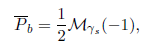 $\overline{P}_b = \frac{1}{2}\mathcal{M}_{\gamma_s}(-1),$